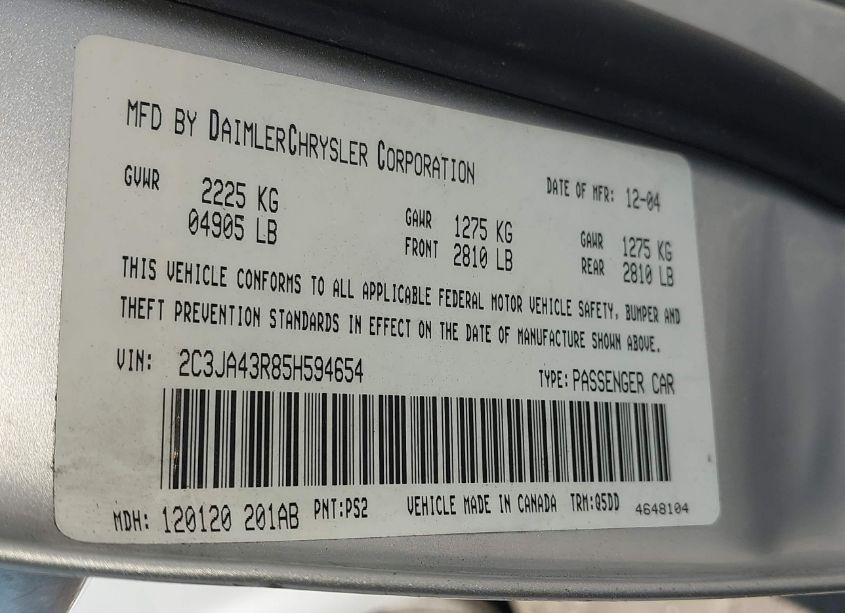 MFD BY DAIMLERCHRYSLER CORPORATION
DATE OF MFR: 12-04
GVWR 2225 KG
04905 LB
GAWR FRONT 1275 KG
2810 LB
GAWR REAR 1275 KG
2810 LB
THIS VEHICLE CONFORMS TO ALL APPLICABLE FEDERAL MOTOR VEHICLE SAFETY, BUMPER AND
THEFT PREVENTION STANDARDS IN EFFECT ON THE DATE OF MANUFACTURE SHOWN ABOVE.
VIN: 2C3JA43R85H594654 TYPE: PASSENGER CAR
MDH: 120120 201AB PNT:PS2 VEHICLE MADE IN CANADA TRM:Q5DD 4648104